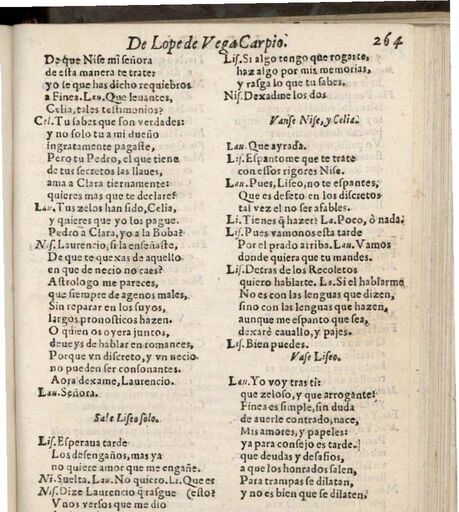 De Lope de Vega Carpio.
264
De que Nise mi señora
de esta manera te trate?
yo se que has dicho requiebros
a Finea. Lau. Que leuantes,
Celia, tales testimonios?
Cel. Tu sabes que son verdades:
y no solo tu a mi dueño
ingratamente pagaste,
Pero tu Pedro, el que tiene
de tus secretos las llaues,
ama a Clara tiernamente:
quieres mas que te declare?
Lau. Tus zelos han sido, Celia,
y quieres que yo los pague.
Pedro a Clara, yo a la Boba?
Nis. Laurencio, si la enseñaste,
De que te quexas de aquello
en que de necio no caes?
Astrologo me pareces,
que siempre de agenos males,
Sin reparar en los suyos,
largos pronosticos hazen.
O quien os oyera juntos,
deueys de hablar en romances,
Porque vn discreto, y vn necio
no pueden ser consonantes.
Aora dexame, Laurencio.
Lau. Señora.
Sale Liseo solo.
Lis. Esperaua tarde
Los desengaños, mas ya
no quiere amor que me engañe.
Ni. Suelta. Lau. No quiero. Li. Que es
Nis. Dize Laurencio q̃ rasgue (esto?
Vnos versos que me dio
Lis. Si algo tengo que rogarte,
haz algo por mis memorias,
y rasga lo que tu sabes.
Nis. Dexadme los dos
Vanse Nise, y Celia.
Lau. Que ayrada.
Lis. Espantome que te trate
con essos rigores Nise.
Lau. Pues, Liseo, no te espantes,
Que es defeto en los discretos
tal vez el no ser afables.
Li. Tienes q̃ hazer? La. Poco, ò nada.
Lis. Pues vamonos esta tarde
Por el prado arriba. Lau. Vamos
donde quiera que tu mandes.
Lis. Detras de los Recoletos
quiero hablarte. La. Si el hablarme
No es con las lenguas que dizen,
sino con las lenguas que hazen,
aunque me espanto que sea,
dexarè cauallo, y pajes.
Lis. Bien puedes.
Vase Liseo.
Lau. Yo voy tras ti:
que zeloso, y que arrogante!
Finea es simple, sin duda
de auerle contrado, nace,
Mis amores, y papeles:
ya para consejo es tarde.
que deudas y desafios,
a que los honrados salen,
Para trampas se dilatan,
y no es bien que se dilaten.